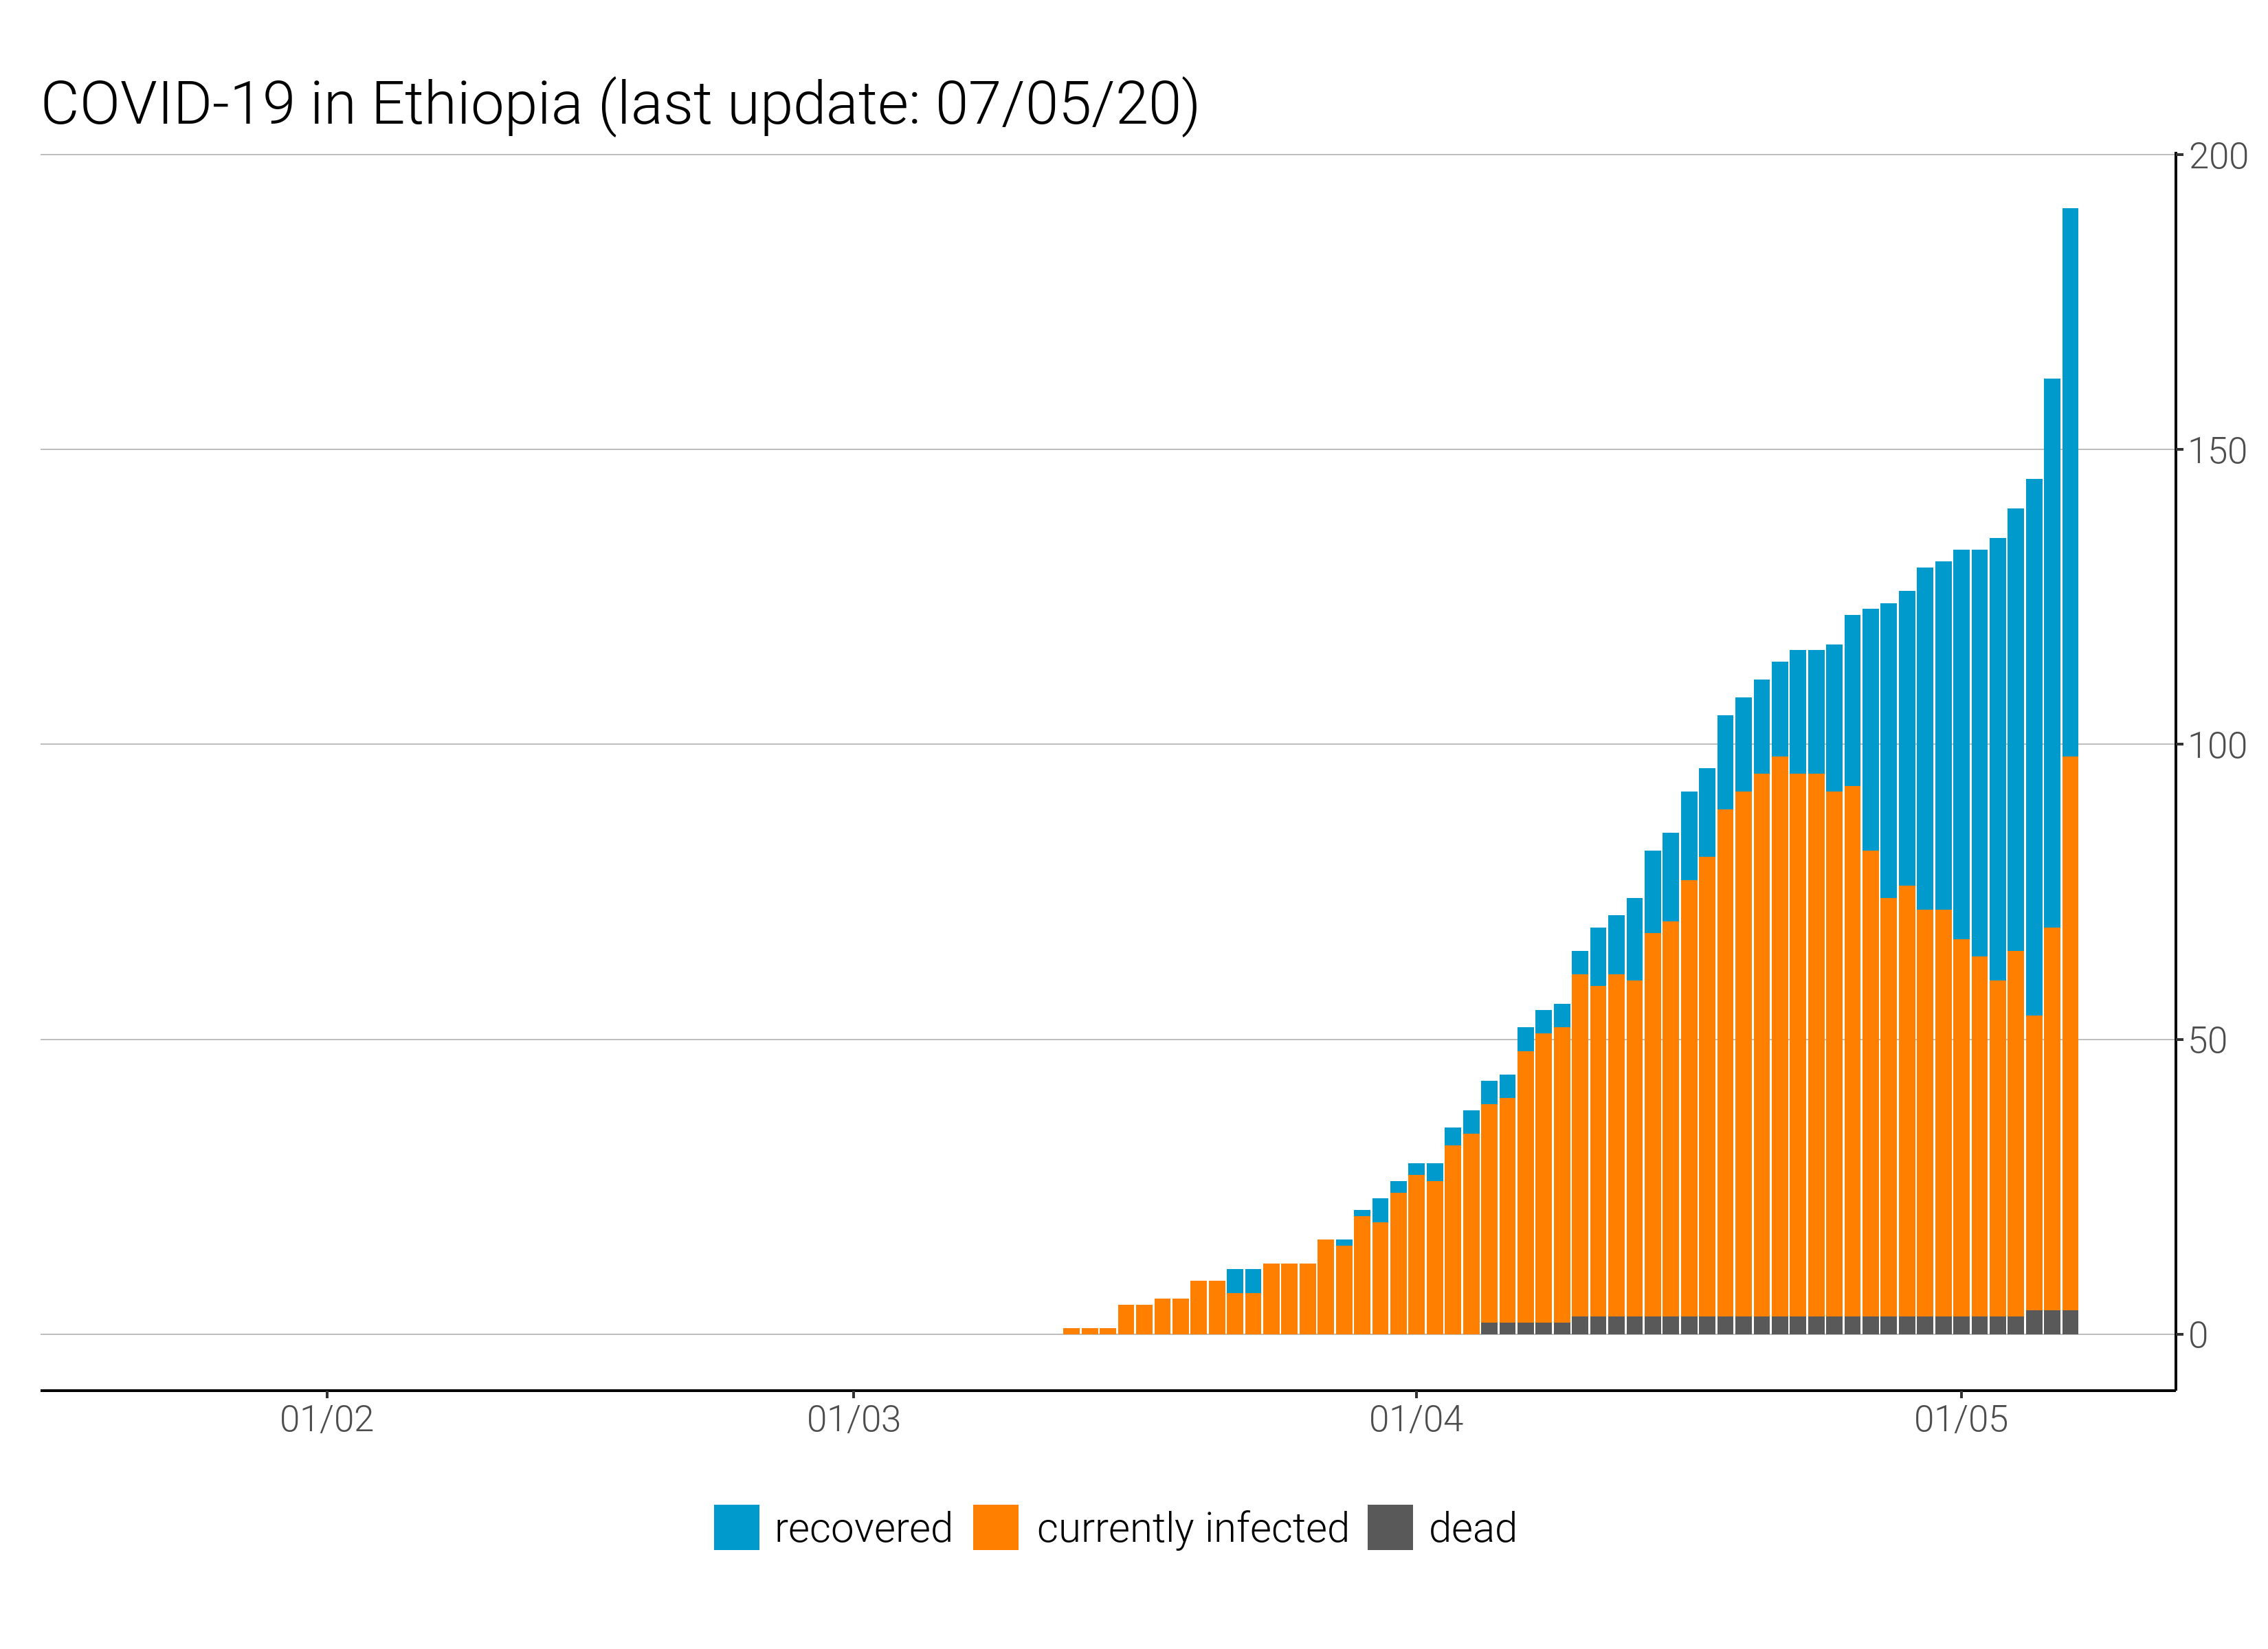 COVID-19 in Ethiopia (last update: 07/05/20)
200
150
100
50
0
01/02 01/03 01/04 01/05
recovered currently infected dead